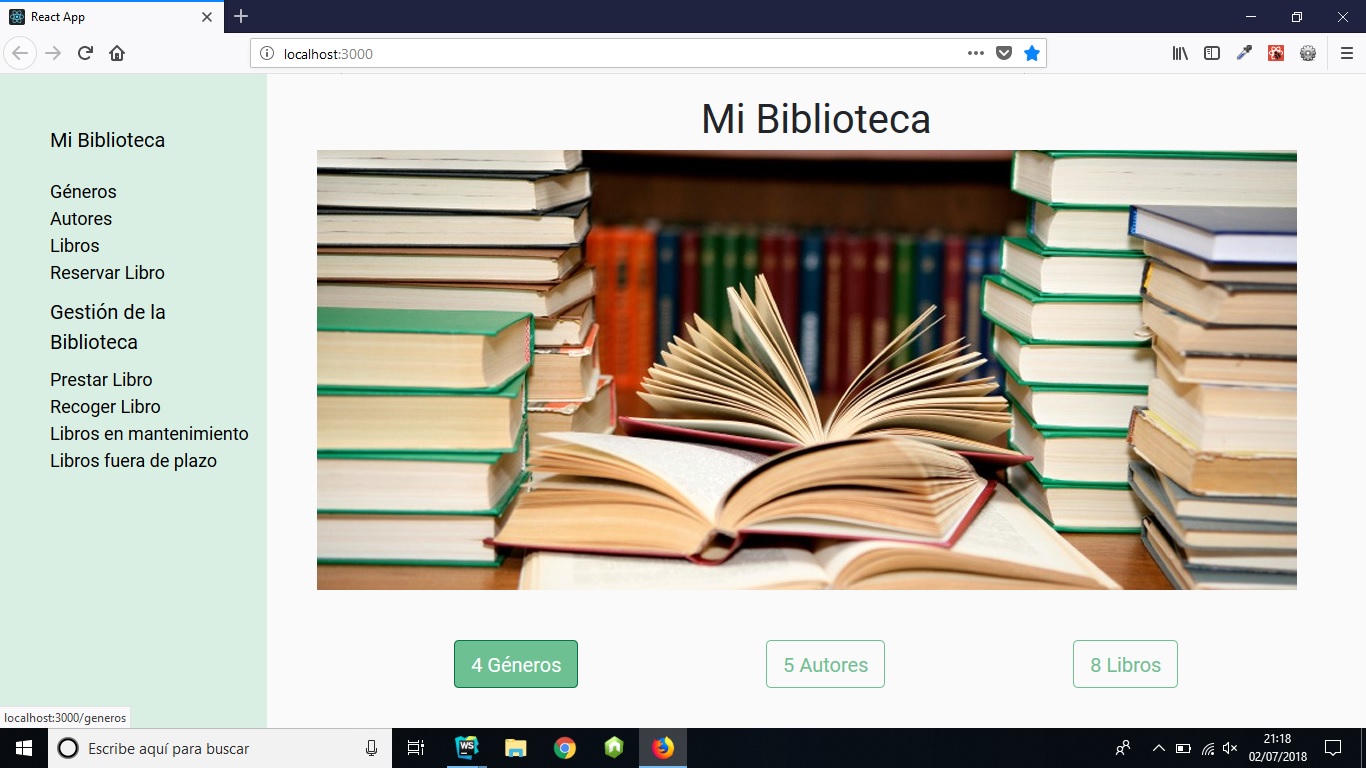 React App
localhost:3000
Mi Biblioteca
Géneros
Autores
Libros
Reservar Libro
Gestión de la
Biblioteca
Prestar Libro
Recoger Libro
Libros en mantenimiento
Libros fuera de plazo
Mi Biblioteca
4 Géneros
5 Autores
8 Libros
localhost:3000/generos
WS
Escribe aquí para buscar
21:18
02/07/2018